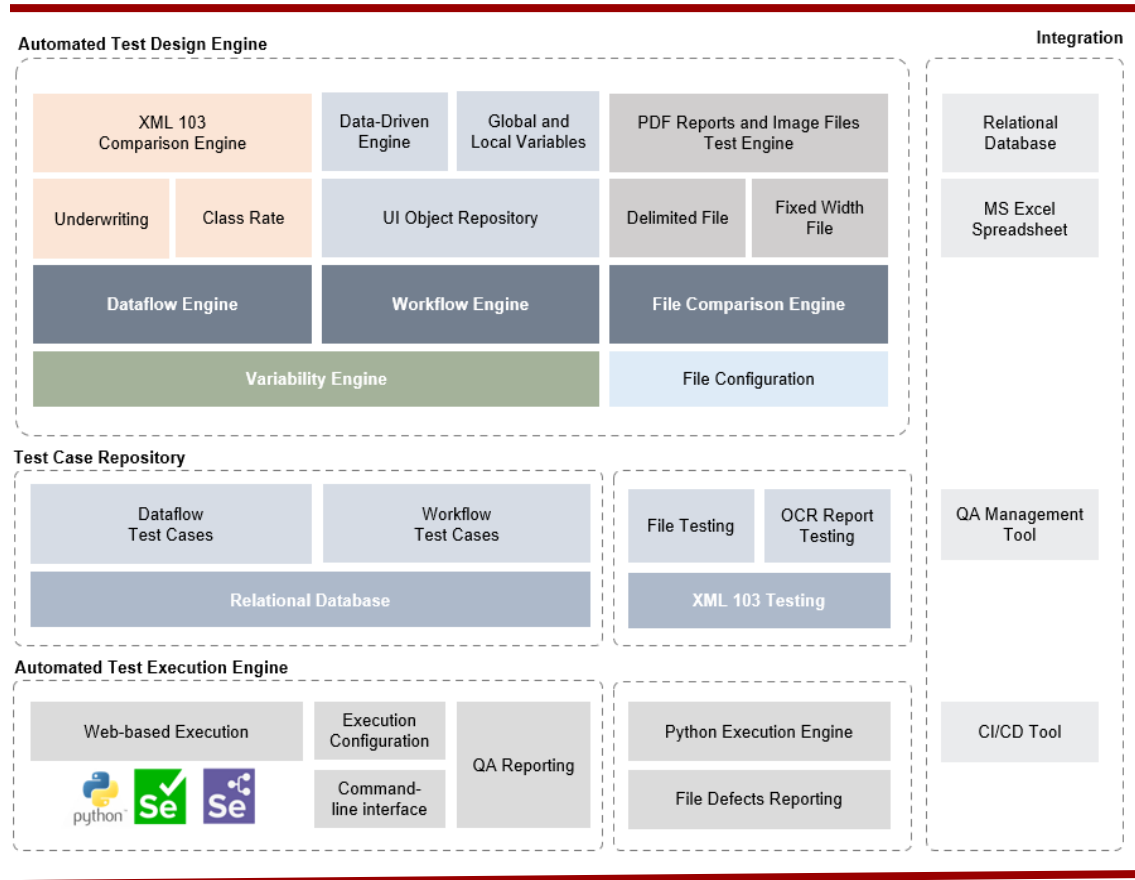 Automated Test Design Engine
Integration
XML 103
Comparison Engine
Data-Driven
Engine
Global and
Local Variables
PDF Reports and Image Files
Test Engine
Relational
Database
Underwriting
Class Rate
UI Object Repository
Delimited File
Fixed Width
File
MS Excel
Spreadsheet
Dataflow Engine
Workflow Engine
File Comparison Engine
Variability Engine
File Configuration
Test Case Repository
Dataflow
Test Cases
Workflow
Test Cases
File Testing
OCR Report
Testing
QA Management
Tool
Relational Database
XML 103 Testing
Automated Test Execution Engine
Web-based Execution
Execution
Configuration
QA Reporting
Python Execution Engine
CI/CD Tool
python
Se
Se
Command-
line interface
File Defects Reporting